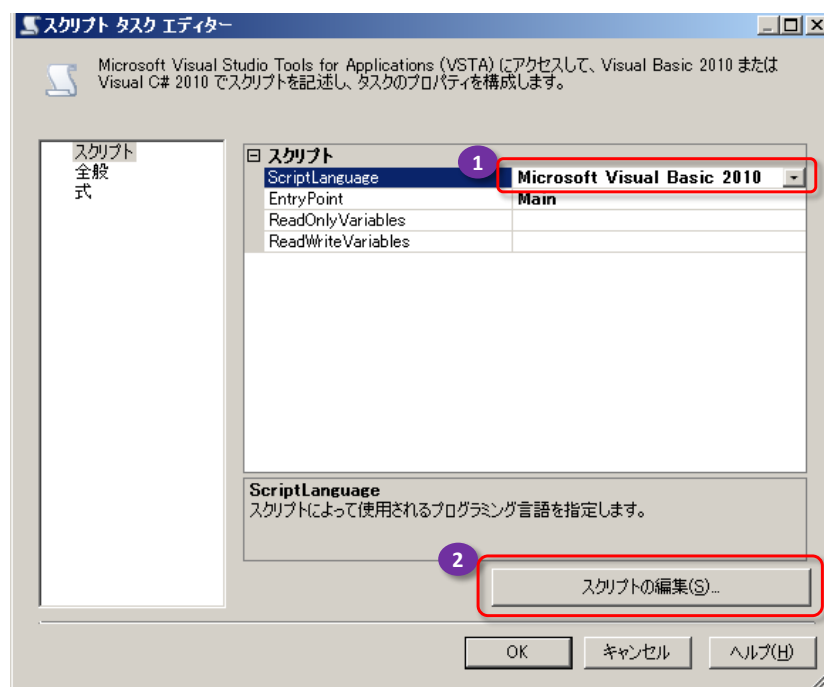 スクリプト タスク エディター
Microsoft Visual Studio Tools for Applications (VSTA) にアクセスして、Visual Basic 2010 または
Visual C# 2010 でスクリプトを記述し、タスクのプロパティを構成します。
スクリプト
全般
式
スクリプト
1
ScriptLanguage Microsoft Visual Basic 2010
EntryPoint Main
ReadOnlyVariables
ReadWriteVariables
ScriptLanguage
スクリプトによって使用されるプログラミング言語を指定します。
2
スクリプトの編集(S)...
OK キャンセル ヘルプ(H)